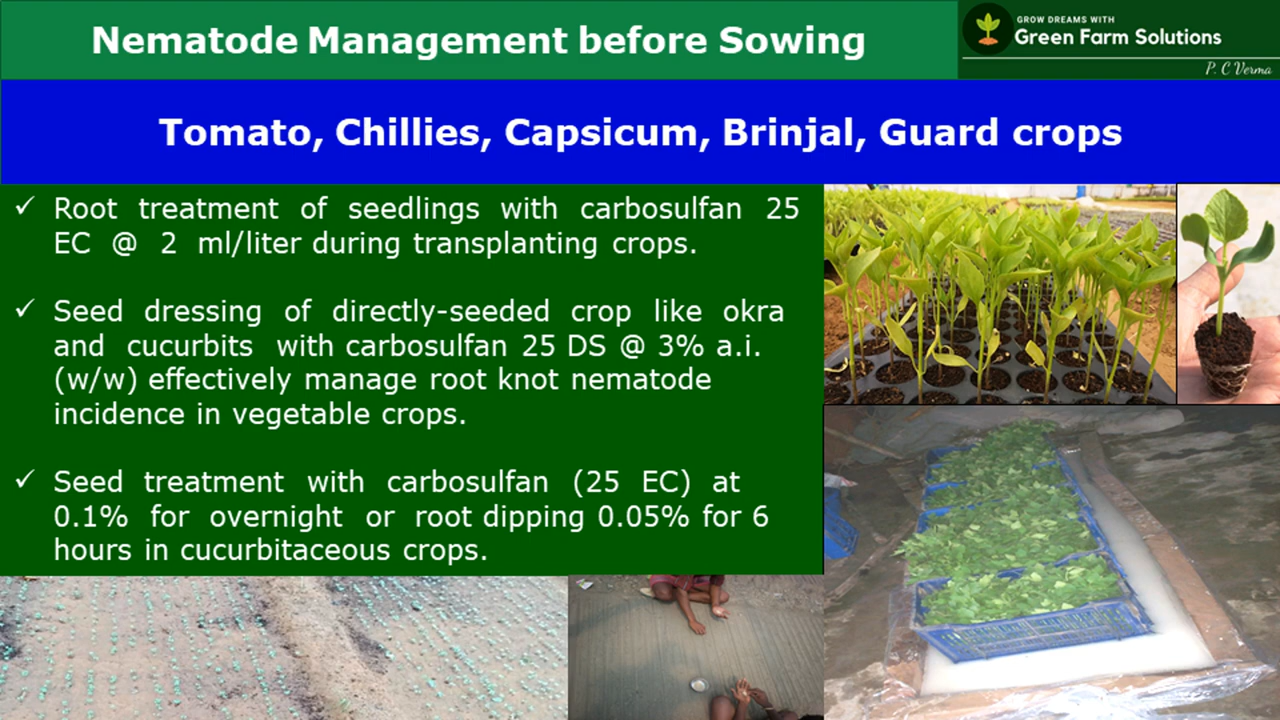 Nematode Management before Sowing
GROW DREAMS WITH
Green Farm Solutions
P. C Verma
Tomato, Chillies, Capsicum, Brinjal, Guard crops
✓ Root treatment of seedlings with carbosulfan 25
EC @ 2 ml/liter during transplanting crops.
✓ Seed dressing of directly-seeded crop like okra
and cucurbits with carbosulfan 25 DS @ 3% a.i.
(w/w) effectively manage root knot nematode
incidence in vegetable crops.
✓ Seed treatment with carbosulfan (25 EC) at
0.1% for overnight or root dipping 0.05% for 6
hours in cucurbitaceous crops.